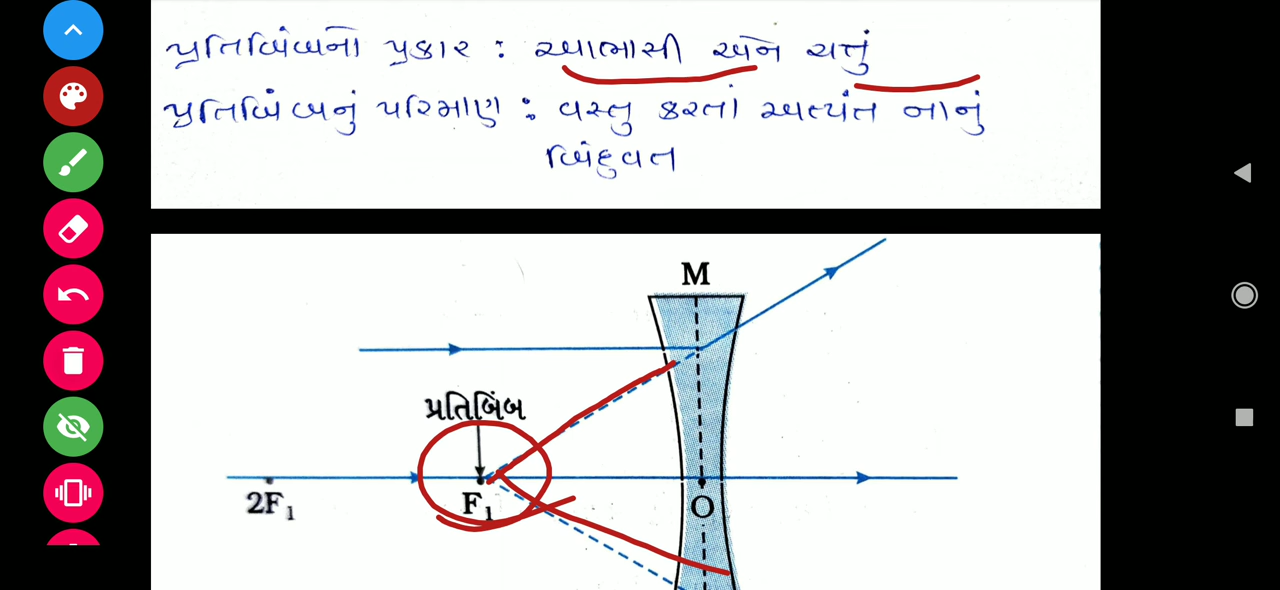 પ્રતિબિંબનો પ્રકાર : આભાસી અને ચત્તું
પ્રતિબિંબનું પરિમાણ : વસ્તુ કરતાં અત્યંત નાનું
બિંદુવત
M
પ્રતિબિંબ
2F₁
F₁
O